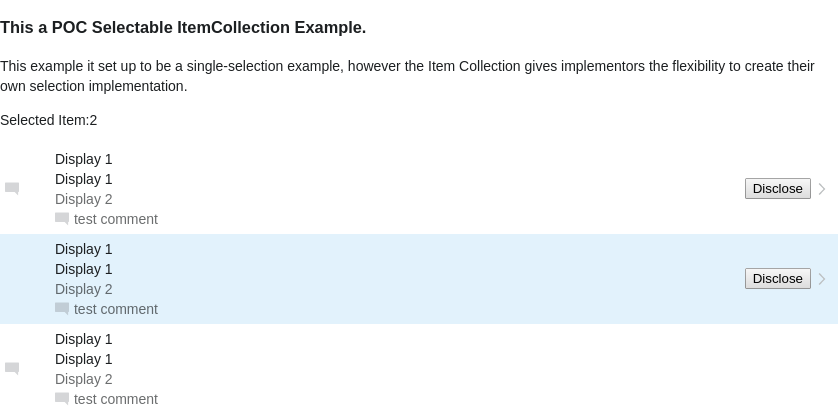 This a POC Selectable ItemCollection Example.
This example it set up to be a single-selection example, however the Item Collection gives implementors the flexibility to create their
own selection implementation.
Selected Item:2
Display 1
Display 1
Disclose
Display 2
test comment
Display 1
Display 1
Disclose
Display 2
test comment
Display 1
Display 1
Display 2
test comment